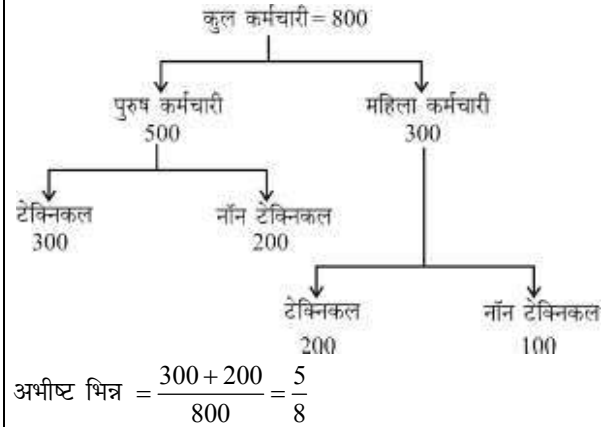 कुल कर्मचारी = 800
पुरुष कर्मचारी महिला कर्मचारी
500 300
टेक्निकल नॉन टेक्निकल
300 200
टेक्निकल नॉन टेक्निकल
200 100
अभीष्ट भिन्न = (300 + 200)/800 = 5/8